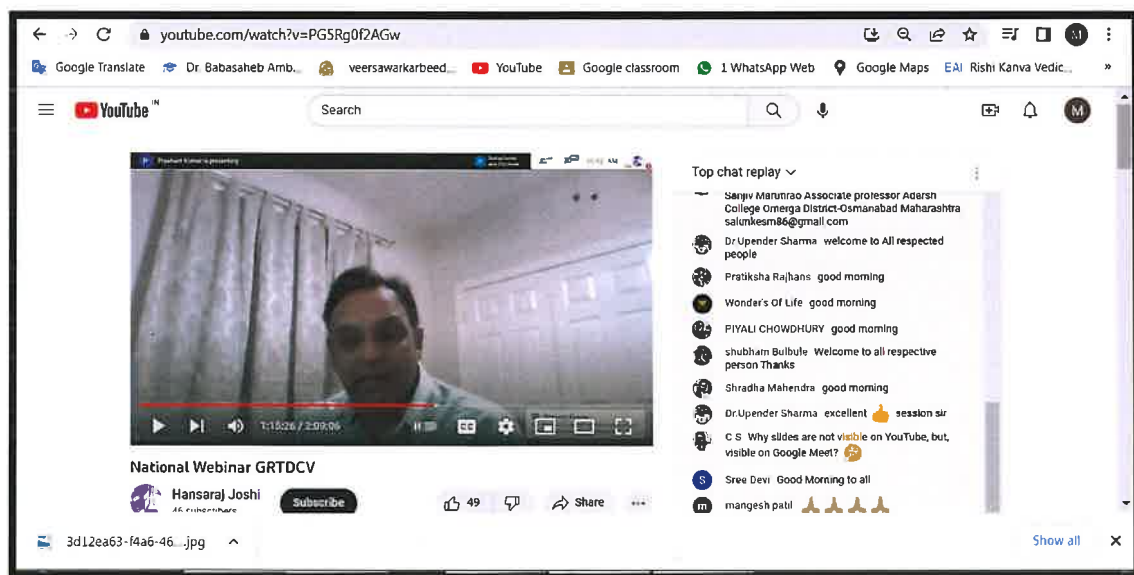 youtube.com/watch?v=PG5Rg0f2AGw
M
Google Translate Dr. Babasaheb Amb... veersawarkarbeed... YouTube Google classroom 1 WhatsApp Web Google Maps EAI Rishi Kanva Vedic... »
YouTube IN
Search
M
Prashant Kumar is presenting
1:15:26 / 2:09:06
National Webinar GRTDCV
Hansaraj Joshi
46 subscribers
Subscribe
49
Share
Top chat replay
Sanjiv Marutirao Associate professor Adarsh
College Omerga District-Osmanabad Maharashtra
salunkesm86@gmail.com
Dr.Upender Sharma welcome to All respected
people
Pratiksha Rajhans good morning
Wonder's Of Life good morning
PIYALI CHOWDHURY good morning
shubham Bulbule Welcome to all respective
person Thanks
Shradha Mahendra good morning
Dr.Upender Sharma excellent 👍 session sir
C S Why slides are not visible on YouTube, but,
visible on Google Meet? 🤔
S Sree Devi Good Morning to all
m mangesh patil 🙏🙏🙏🙏
3d12ea63-f4a6-46....jpg
Show all